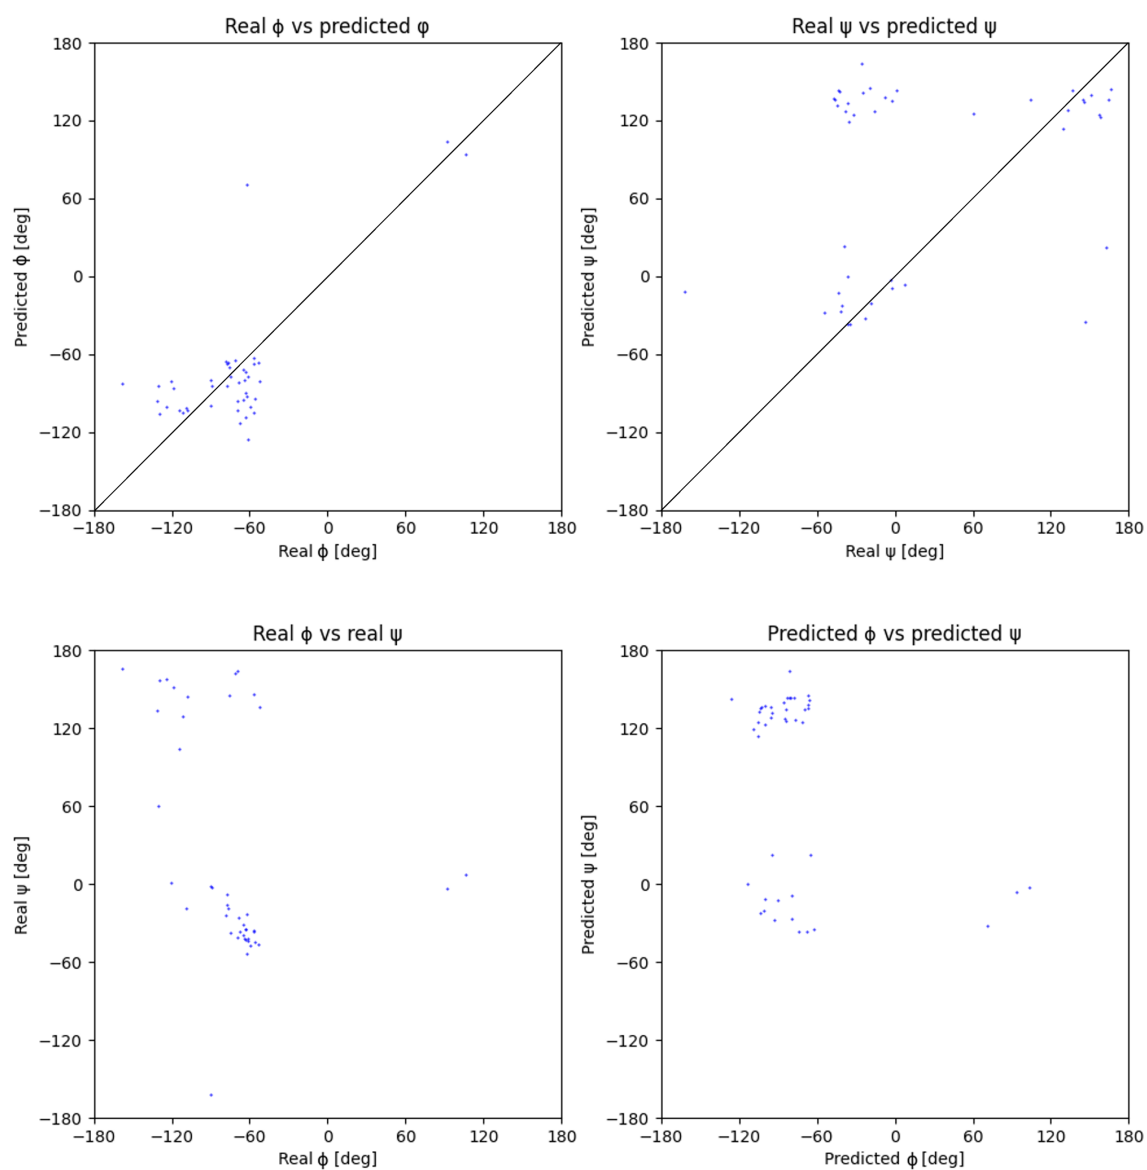 Real ϕ vs predicted φ
180
120
60
0
−60
−120
−180
Predicted ϕ [deg]
−180 −120 −60 0 60 120 180
Real ϕ [deg]
Real ψ vs predicted ψ
180
120
60
0
−60
−120
−180
Predicted ψ [deg]
−180 −120 −60 0 60 120 180
Real ψ [deg]
Real ϕ vs real ψ
180
120
60
0
−60
−120
−180
Real ψ [deg]
−180 −120 −60 0 60 120 180
Real ϕ [deg]
Predicted ϕ vs predicted ψ
180
120
60
0
−60
−120
−180
Predicted ψ [deg]
−180 −120 −60 0 60 120 180
Predicted ϕ [deg]